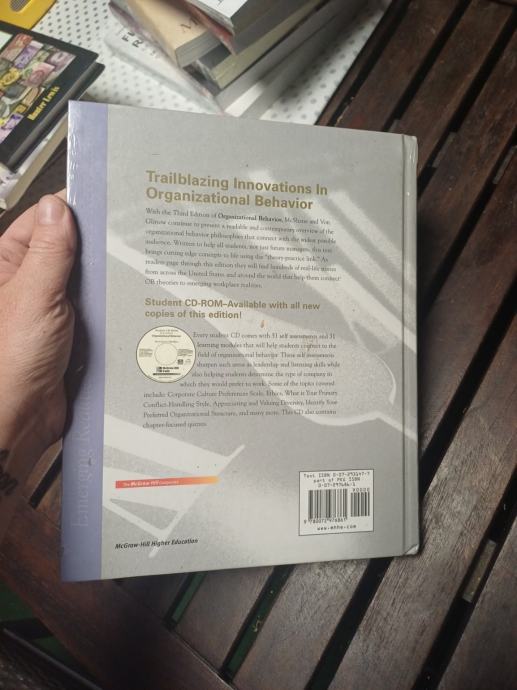 Hunter Lewis
Trailblazing Innovations In
Organizational Behavior
With the Third Edition of Organizational Behavior, McShane and Von
Glinow continue to present a readable and contemporary overview of the
organizational behavior philosophies that connect with the widest possible
audience. Written to help all students, not just future managers, this text
brings cutting edge concepts to life using the "theory-practice link." As
readers page through this edition they will find hundreds of real-life stories
from across the United States and around the world that help them connect
OB theories to emerging workplace realities.
Student CD-ROM–Available with all new
copies of this edition!
Every student CD comes with 31 self assessments and 31
learning modules that will help students connect to the
field of organizational behavior. These self assessments
sharpen such areas as leadership and listening skills while
also helping students determine the type of company in
which they would prefer to work. Some of the topics covered
include: Corporate Culture Preferences Scale, Ethics, What is Your Primary
Conflict-Handling Style, Appreciating and Valuing Diversity, Identify Your
Preferred Organizational Structure, and many more. This CD also contains
chapter-focused quizzes.
The McGraw-Hill Companies
McGraw-Hill Higher Education
part of PKG ISBN
90000
www.mhhe.com